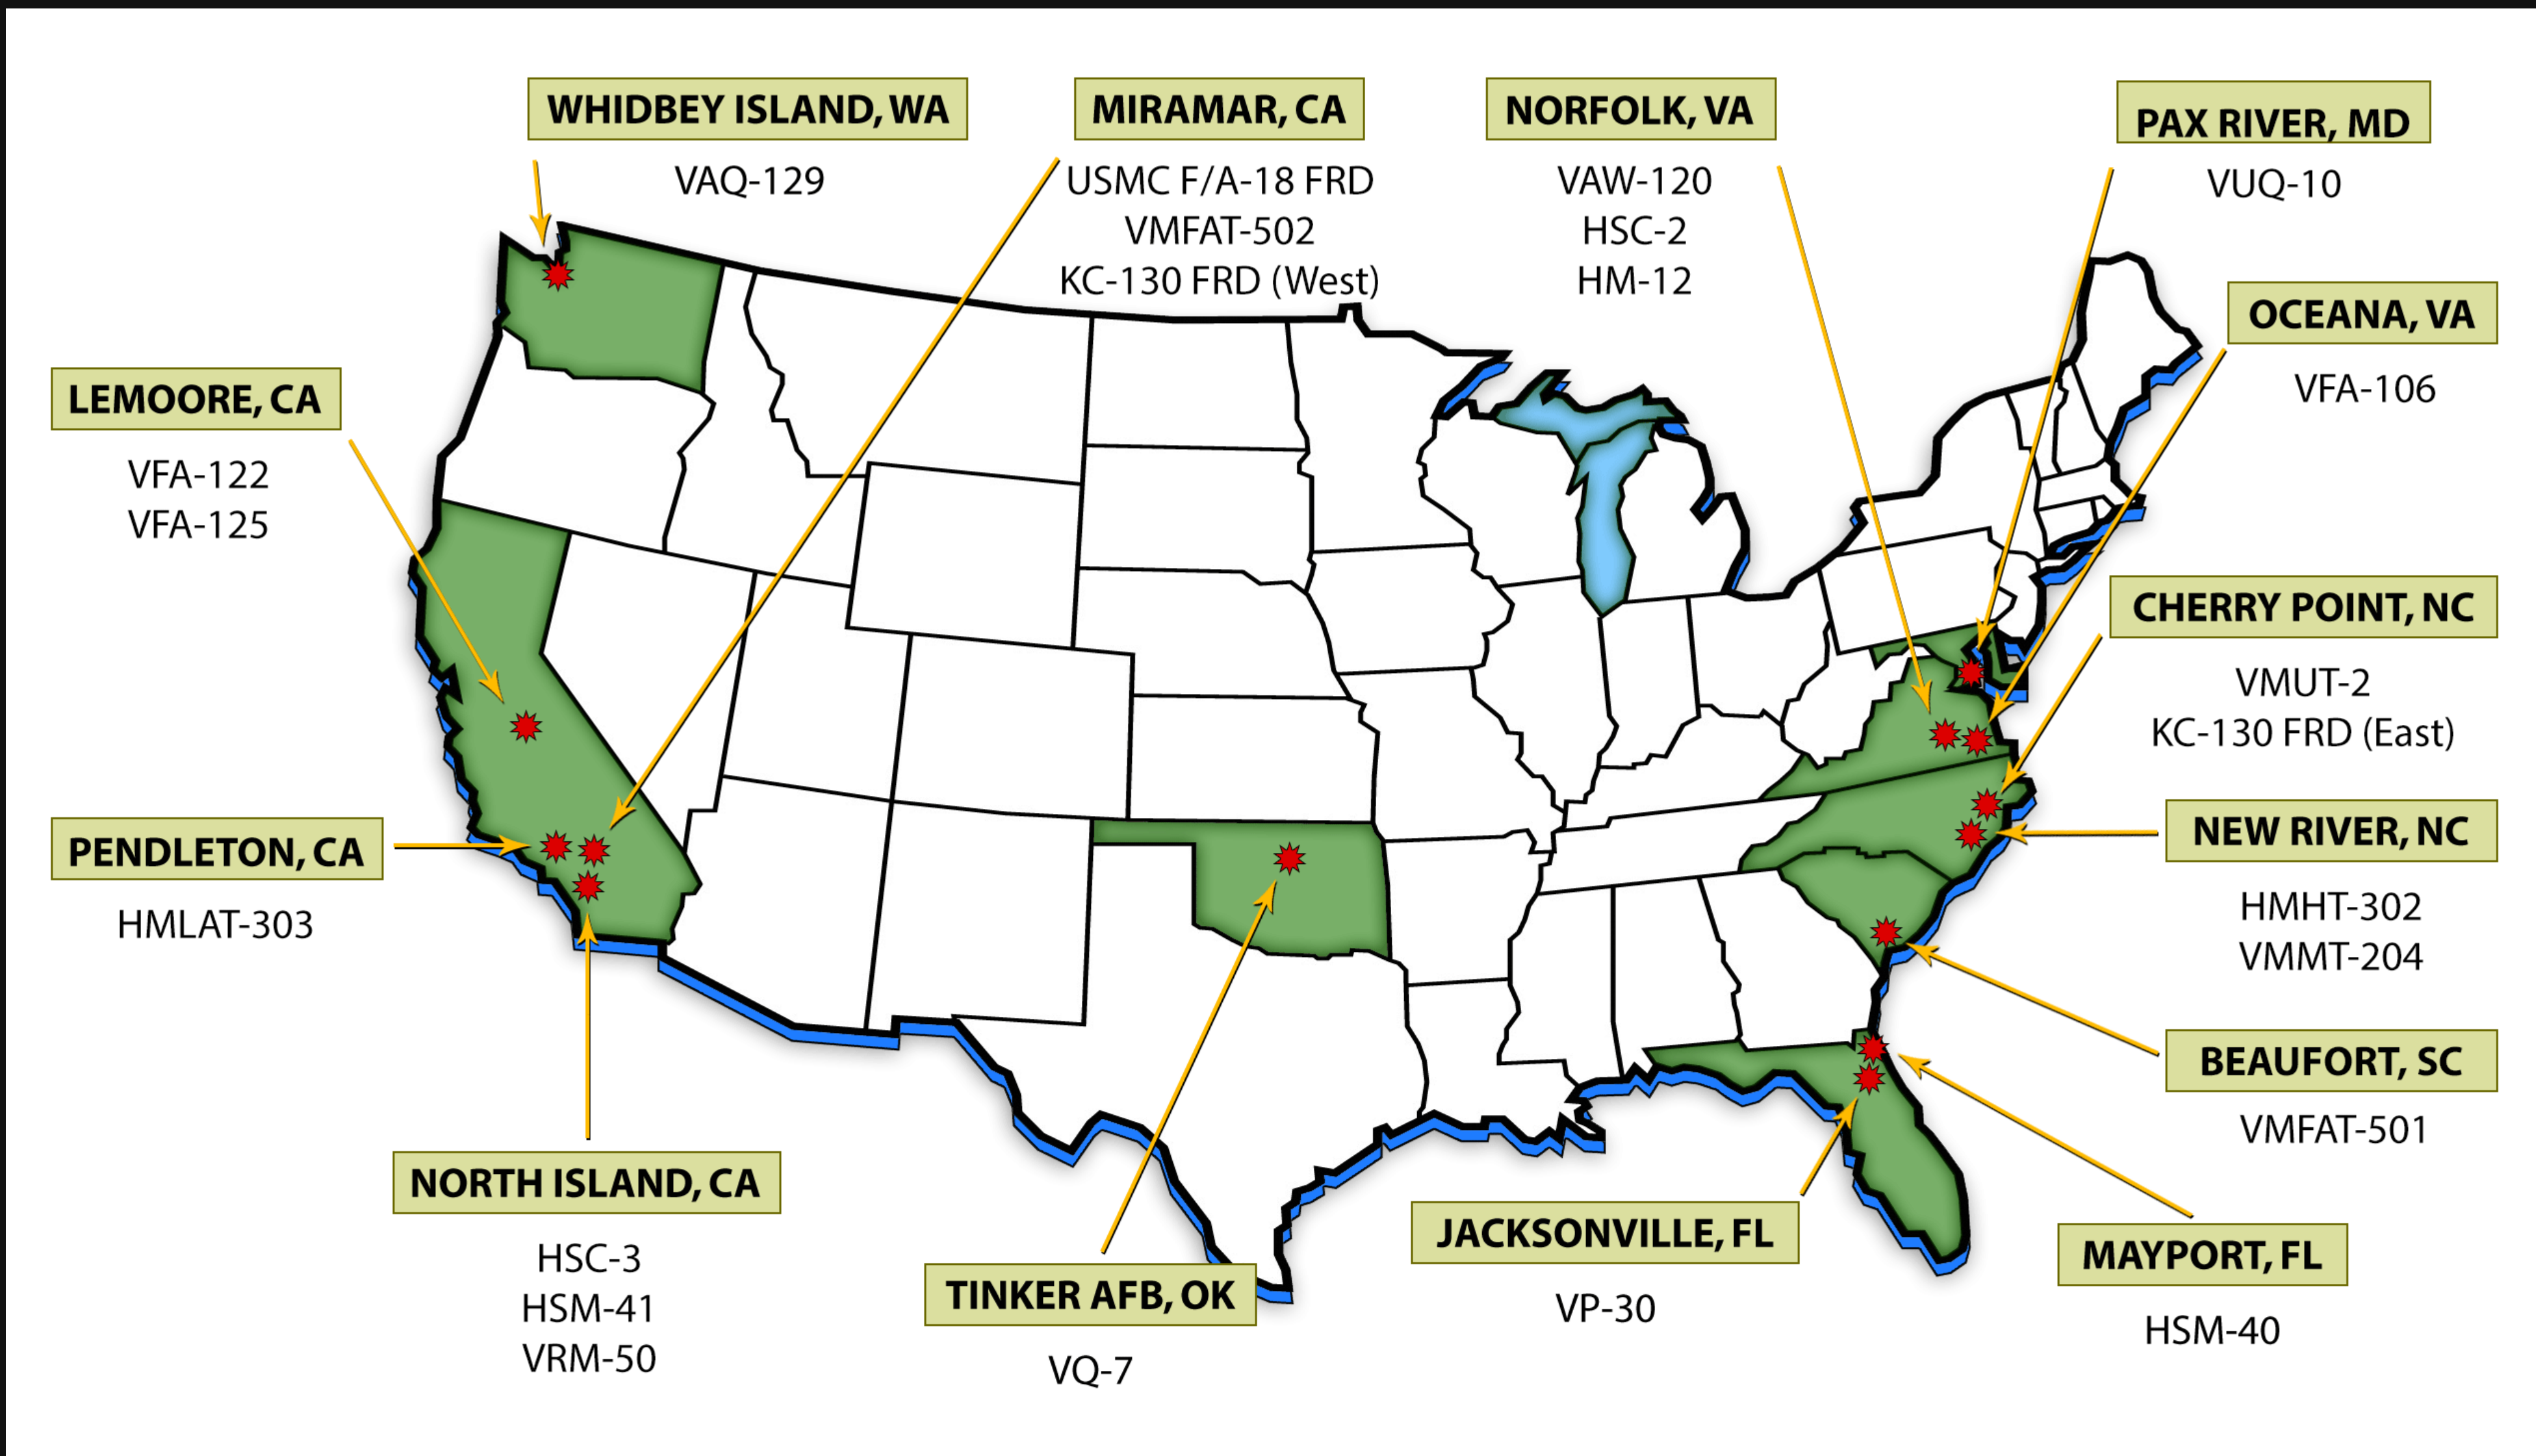 WHIDBEY ISLAND, WA
VAQ-129
MIRAMAR, CA
USMC F/A-18 FRD
VMFAT-502
KC-130 FRD (West)
NORFOLK, VA
VAW-120
HSC-2
HM-12
PAX RIVER, MD
VUQ-10
OCEANA, VA
VFA-106
LEMOORE, CA
VFA-122
VFA-125
CHERRY POINT, NC
VMUT-2
KC-130 FRD (East)
PENDLETON, CA
HMLAT-303
NEW RIVER, NC
HMHT-302
VMMT-204
BEAUFORT, SC
VMFAT-501
NORTH ISLAND, CA
HSC-3
HSM-41
VRM-50
TINKER AFB, OK
VQ-7
JACKSONVILLE, FL
VP-30
MAYPORT, FL
HSM-40